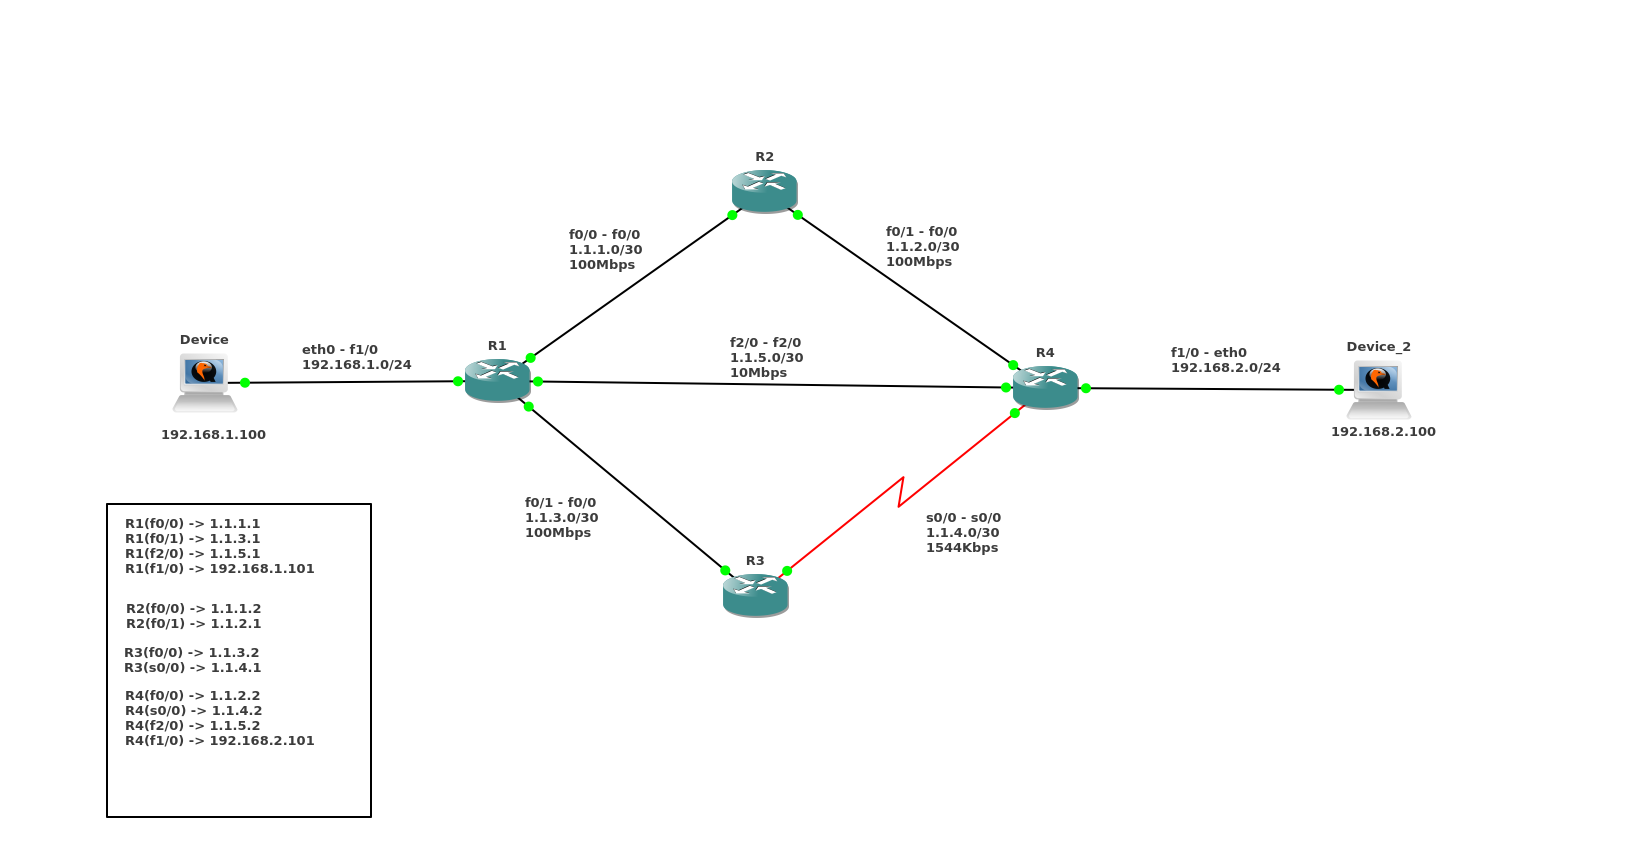 R2
f0/0 - f0/0
1.1.1.0/30
100Mbps
f0/1 - f0/0
1.1.2.0/30
100Mbps
Device
eth0 - f1/0
192.168.1.0/24
R1
f2/0 - f2/0
1.1.5.0/30
10Mbps
R4
f1/0 - eth0
192.168.2.0/24
Device_2
192.168.1.100
192.168.2.100
f0/1 - f0/0
1.1.3.0/30
100Mbps
s0/0 - s0/0
1.1.4.0/30
1544Kbps
R3
R1(f0/0) -> 1.1.1.1
R1(f0/1) -> 1.1.3.1
R1(f2/0) -> 1.1.5.1
R1(f1/0) -> 192.168.1.101
R2(f0/0) -> 1.1.1.2
R2(f0/1) -> 1.1.2.1
R3(f0/0) -> 1.1.3.2
R3(s0/0) -> 1.1.4.1
R4(f0/0) -> 1.1.2.2
R4(s0/0) -> 1.1.4.2
R4(f2/0) -> 1.1.5.2
R4(f1/0) -> 192.168.2.101